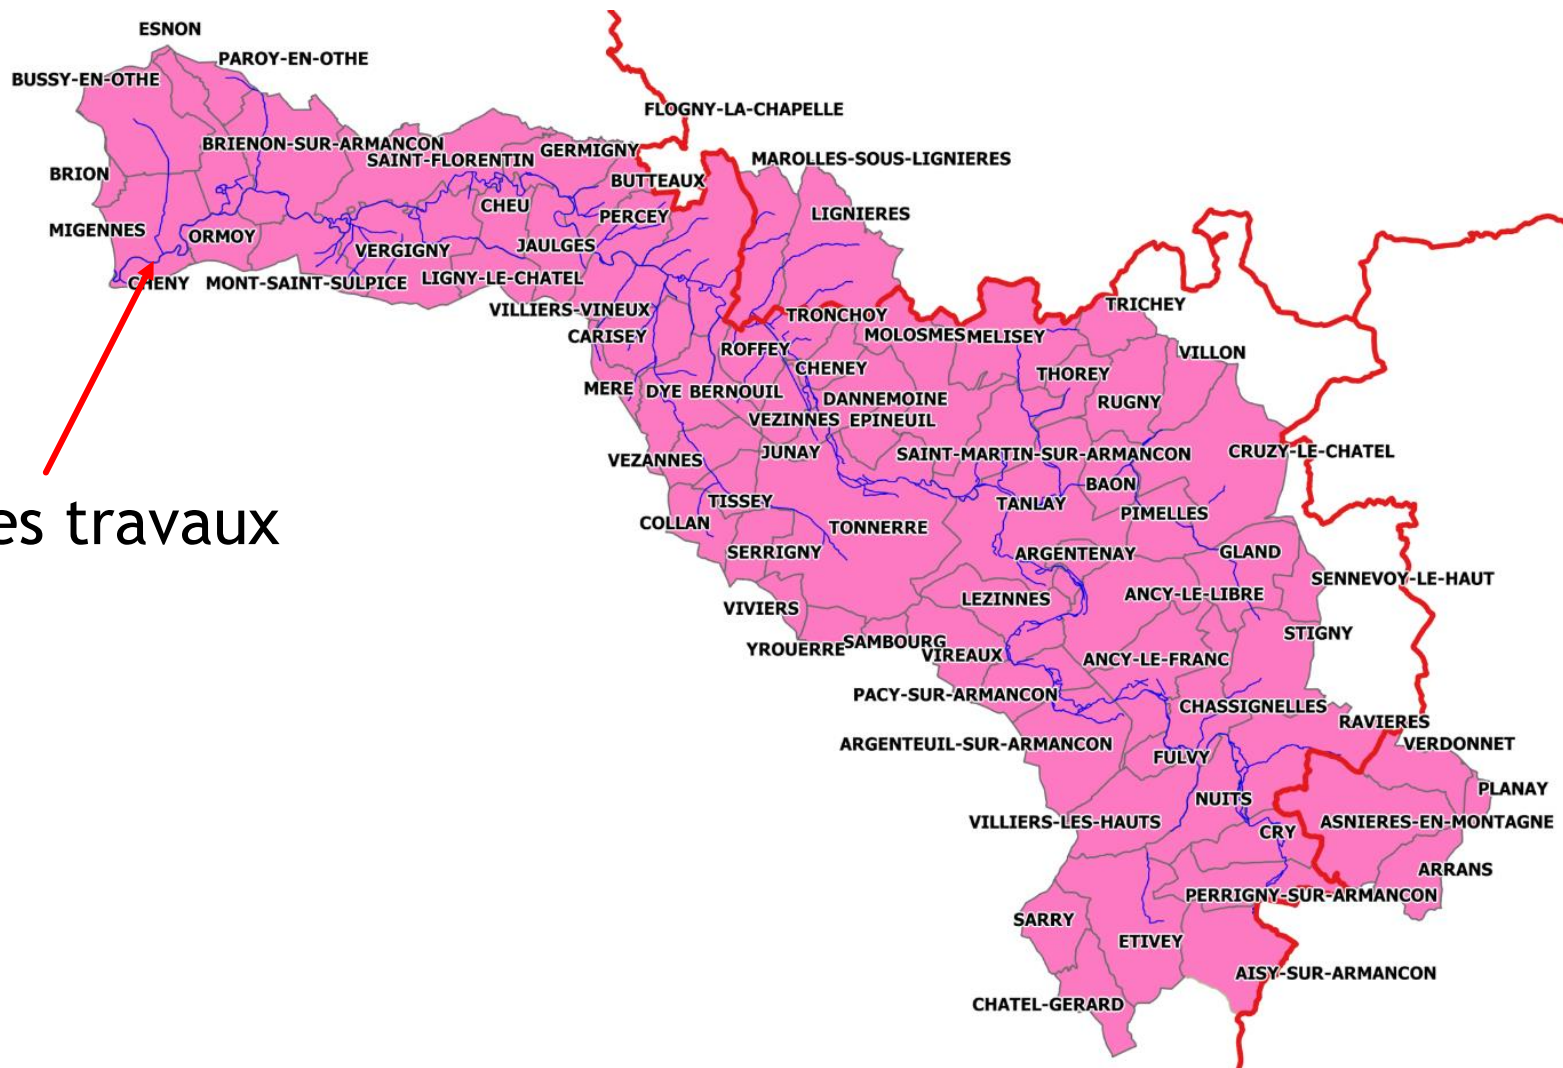 ESNON
PAROY-EN-OTHE
BUSSY-EN-OTHE
FLOGNY-LA-CHAPELLE
BRIENON-SUR-ARMANCON
GERMIGNY
SAINT-FLORENTIN
MAROLLES-SOUS-LIGNIERES
BRION
BUTTEAUX
CHEU
PERCEY
LIGNIERES
MIGENNES
ORMOY
VERGIGNY
JAULGES
CHENY
MONT-SAINT-SULPICE
LIGNY-LE-CHATEL
VILLIERS-VINEUX
TRONCHOY
TRICHEY
CARISEY
MOLOSMES
MELISEY
ROFFEY
VILLON
CHENEY
THOREY
MERE
DYE
BERNOUIL
DANNEMOINE
RUGNY
VEZINNES
EPINEUIL
JUNAY
SAINT-MARTIN-SUR-ARMANCON
CRUZY-LE-CHATEL
VEZANNES
BAON
TISSEY
TANLAY
PIMELLES
es travaux
COLLAN
TONNERRE
SERRIGNY
ARGENTENAY
GLAND
SENNEVOY-LE-HAUT
LEZINNES
ANCY-LE-LIBRE
VIVIERS
STIGNY
YROUERRE
SAMBOURG
VIREAUX
ANCY-LE-FRANC
PACY-SUR-ARMANCON
CHASSIGNELLES
RAVIERES
ARGENTEUIL-SUR-ARMANCON
VERDONNET
FULVY
PLANAY
NUITS
VILLIERS-LES-HAUTS
ASNIERES-EN-MONTAGNE
CRY
ARRANS
PERRIGNY-SUR-ARMANCON
SARRY
ETIVEY
AISY-SUR-ARMANCON
CHATEL-GERARD